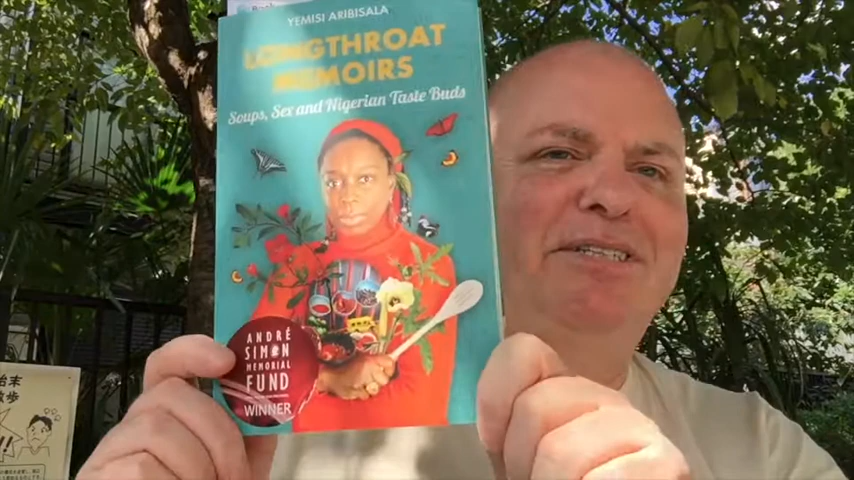 YEMISI ARIBISALA
LONGTHROAT
MEMOIRS
Soups, Sex and Nigerian Taste Buds
ANDRÉ
SIMON
MEMORIAL
FUND
WINNER